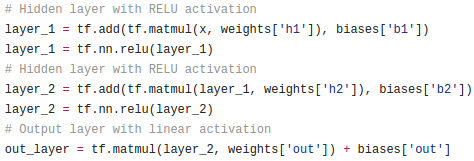 # Hidden layer with RELU activation
layer_1 = tf.add(tf.matmul(x, weights['h1']), biases['b1'])
layer_1 = tf.nn.relu(layer_1)
# Hidden layer with RELU activation
layer_2 = tf.add(tf.matmul(layer_1, weights['h2']), biases['b2'])
layer_2 = tf.nn.relu(layer_2)
# Output layer with linear activation
out_layer = tf.matmul(layer_2, weights['out']) + biases['out']